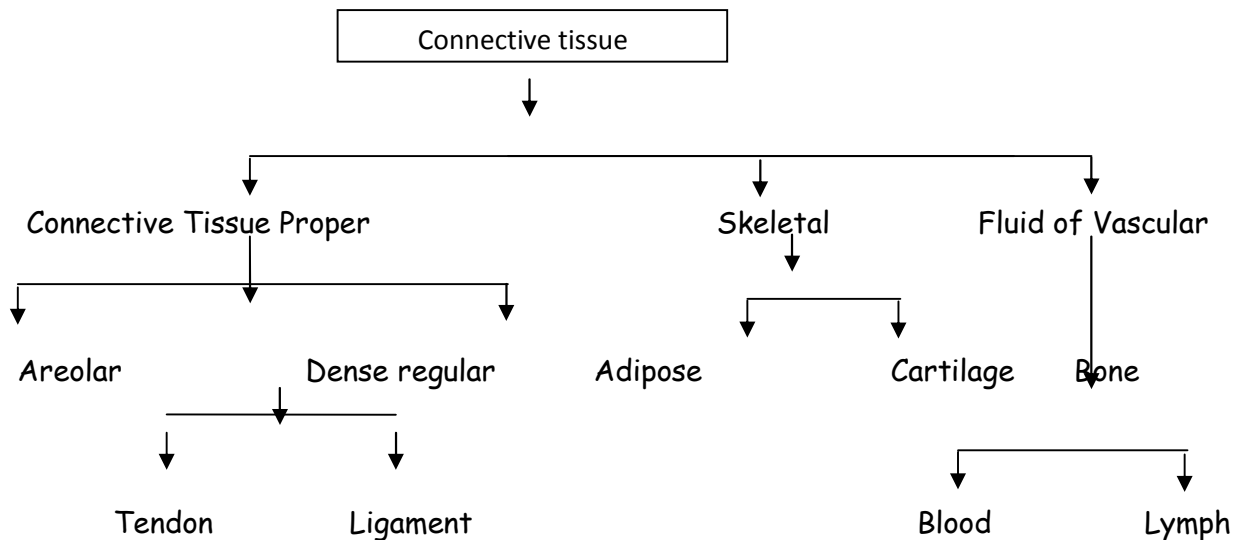 Connective tissue
Connective Tissue Proper Skeletal Fluid of Vascular
Areolar Dense regular Adipose Cartilage Bone
Tendon Ligament Blood Lymph